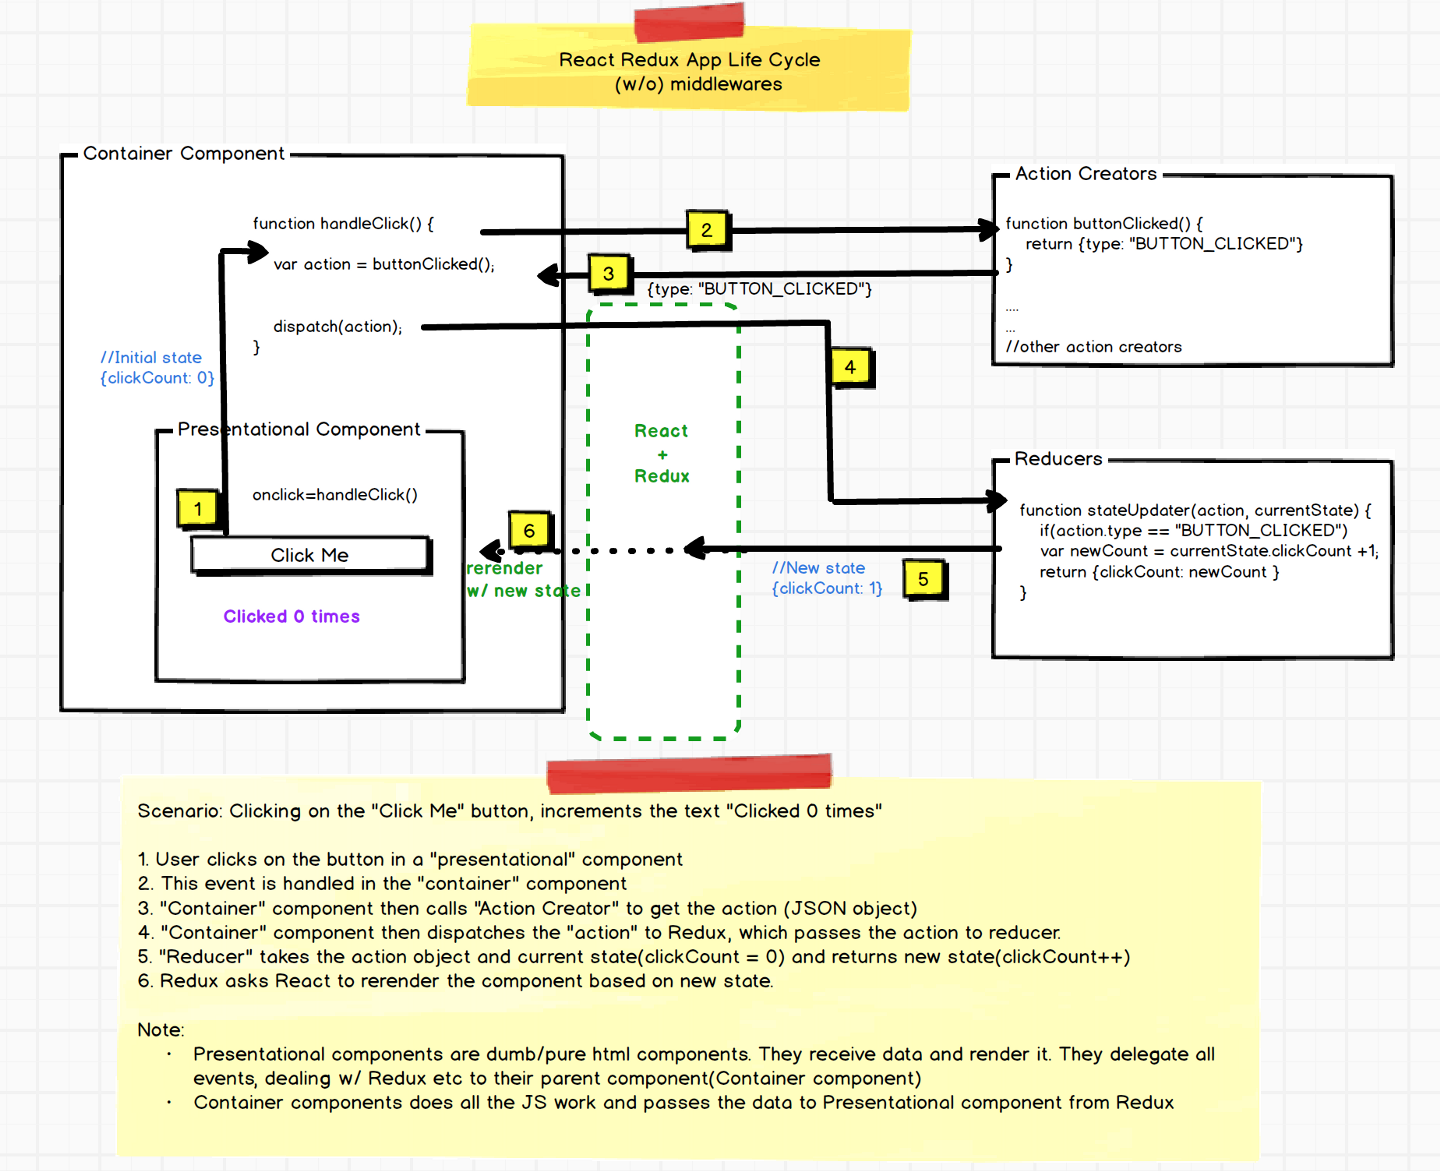 React Redux App Life Cycle
(w/o) middlewares
Container Component
function handleClick() {
var action = buttonClicked();
dispatch(action);
}
//Initial state
{clickCount: 0}
Presentational Component
1
onclick=handleClick()
Click Me
Clicked 0 times
2
3
{type: "BUTTON_CLICKED"}
4
React
+
Redux
6
rerender
w/ new state
//New state
{clickCount: 1}
5
Action Creators
function buttonClicked() {
return {type: "BUTTON_CLICKED"}
}
....
...
//other action creators
Reducers
function stateUpdater(action, currentState) {
if(action.type == "BUTTON_CLICKED")
var newCount = currentState.clickCount +1;
return {clickCount: newCount }
}
Scenario: Clicking on the "Click Me" button, increments the text "Clicked 0 times"
1. User clicks on the button in a "presentational" component
2. This event is handled in the "container" component
3. "Container" component then calls "Action Creator" to get the action (JSON object)
4. "Container" component then dispatches the "action" to Redux, which passes the action to reducer.
5. "Reducer" takes the action object and current state(clickCount = 0) and returns new state(clickCount++)
6. Redux asks React to rerender the component based on new state.
Note:
· Presentational components are dumb/pure html components. They receive data and render it. They delegate all
events, dealing w/ Redux etc to their parent component(Container component)
· Container components does all the JS work and passes the data to Presentational component from Redux